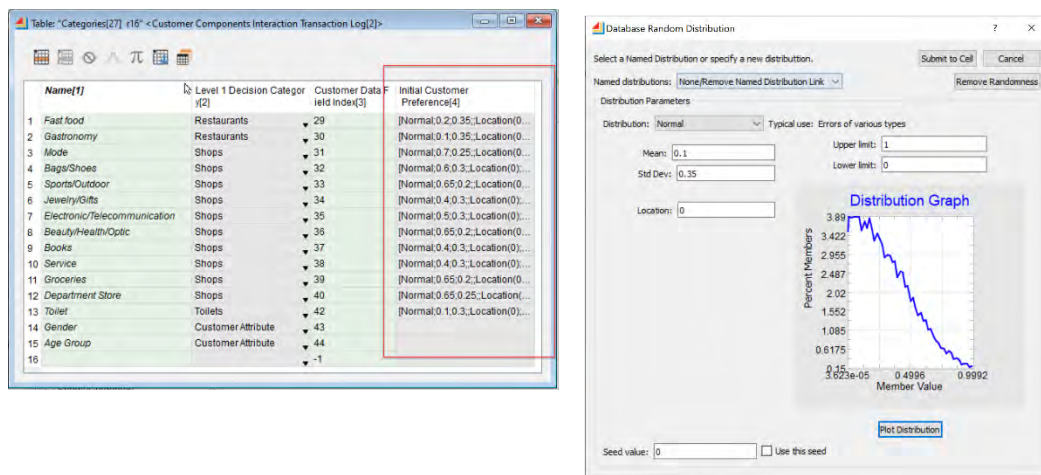 Table: "Categories[27] r16" <Customer Components Interaction Transaction Log[2]>
Name[1] Level 1 Decision Categor Customer Data F Initial Customer
y[2] ield Index[3] Preference[4]
1 Fast food Restaurants 29 [Normal;0.2;0.35;;Location(0...
2 Gastronomy Restaurants 30 [Normal;0.1;0.35;;Location(0...
3 Mode Shops 31 [Normal;0.7;0.25;;Location(0...
4 Bags/Shoes Shops 32 [Normal;0.6;0.3;;Location(0);...
5 Sports/Outdoor Shops 33 [Normal;0.65;0.2;;Location(0...
6 Jewelry/Gifts Shops 34 [Normal;0.4;0.3;;Location(0);...
7 Electronic/Telecommunication Shops 35 [Normal;0.5;0.3;;Location(0);...
8 Beauty/Health/Optic Shops 36 [Normal;0.65;0.2;;Location(0...
9 Books Shops 37 [Normal;0.4;0.3;;Location(0);...
10 Service Shops 38 [Normal;0.4;0.3;;Location(0);...
11 Groceries Shops 39 [Normal;0.65;0.2;;Location(0...
12 Department Store Shops 40 [Normal;0.65;0.25;;Location(...
13 Toilet Toilets 42 [Normal;0.1;0.3;;Location(0);...
14 Gender Customer Attribute 43
15 Age Group Customer Attribute 44
16 -1
Database Random Distribution ? ×
Select a Named Distribution or specify a new distribution. Submit to Cell Cancel
Named distributions: None/Remove Named Distribution Link Remove Randomness
Distribution Parameters
Distribution: Normal Typical use: Errors of various types
Mean: 0.1 Upper limit: 1
Std Dev: 0.35 Lower limit: 0
Location: 0
Distribution Graph
Percent Members
3.89
3.422
2.955
2.487
2.02
1.552
1.085
0.6175
0.15
3.623e-05 0.4996 0.9992
Member Value
Plot Distribution
Seed value: 0 Use this seed